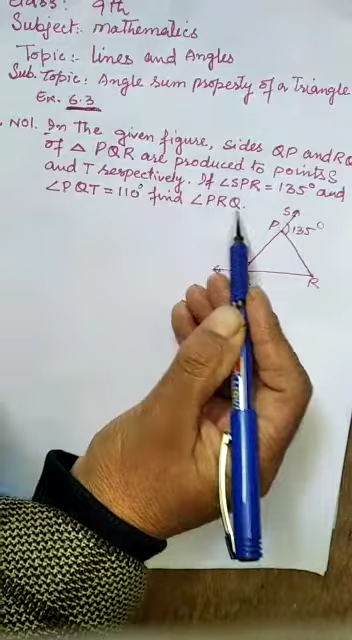 Class: 9th
Subject: mathematics
Topic:- lines and Angles
Sub. Topic: Angle sum property of a Triangle
Ex. 6.3
No1. In the given figure, sides QP and RQ
of △ PQR are produced to points S
and T respectively. If ∠SPR = 135° and
∠PQT = 110° find ∠PRQ.
S
P 135°
R